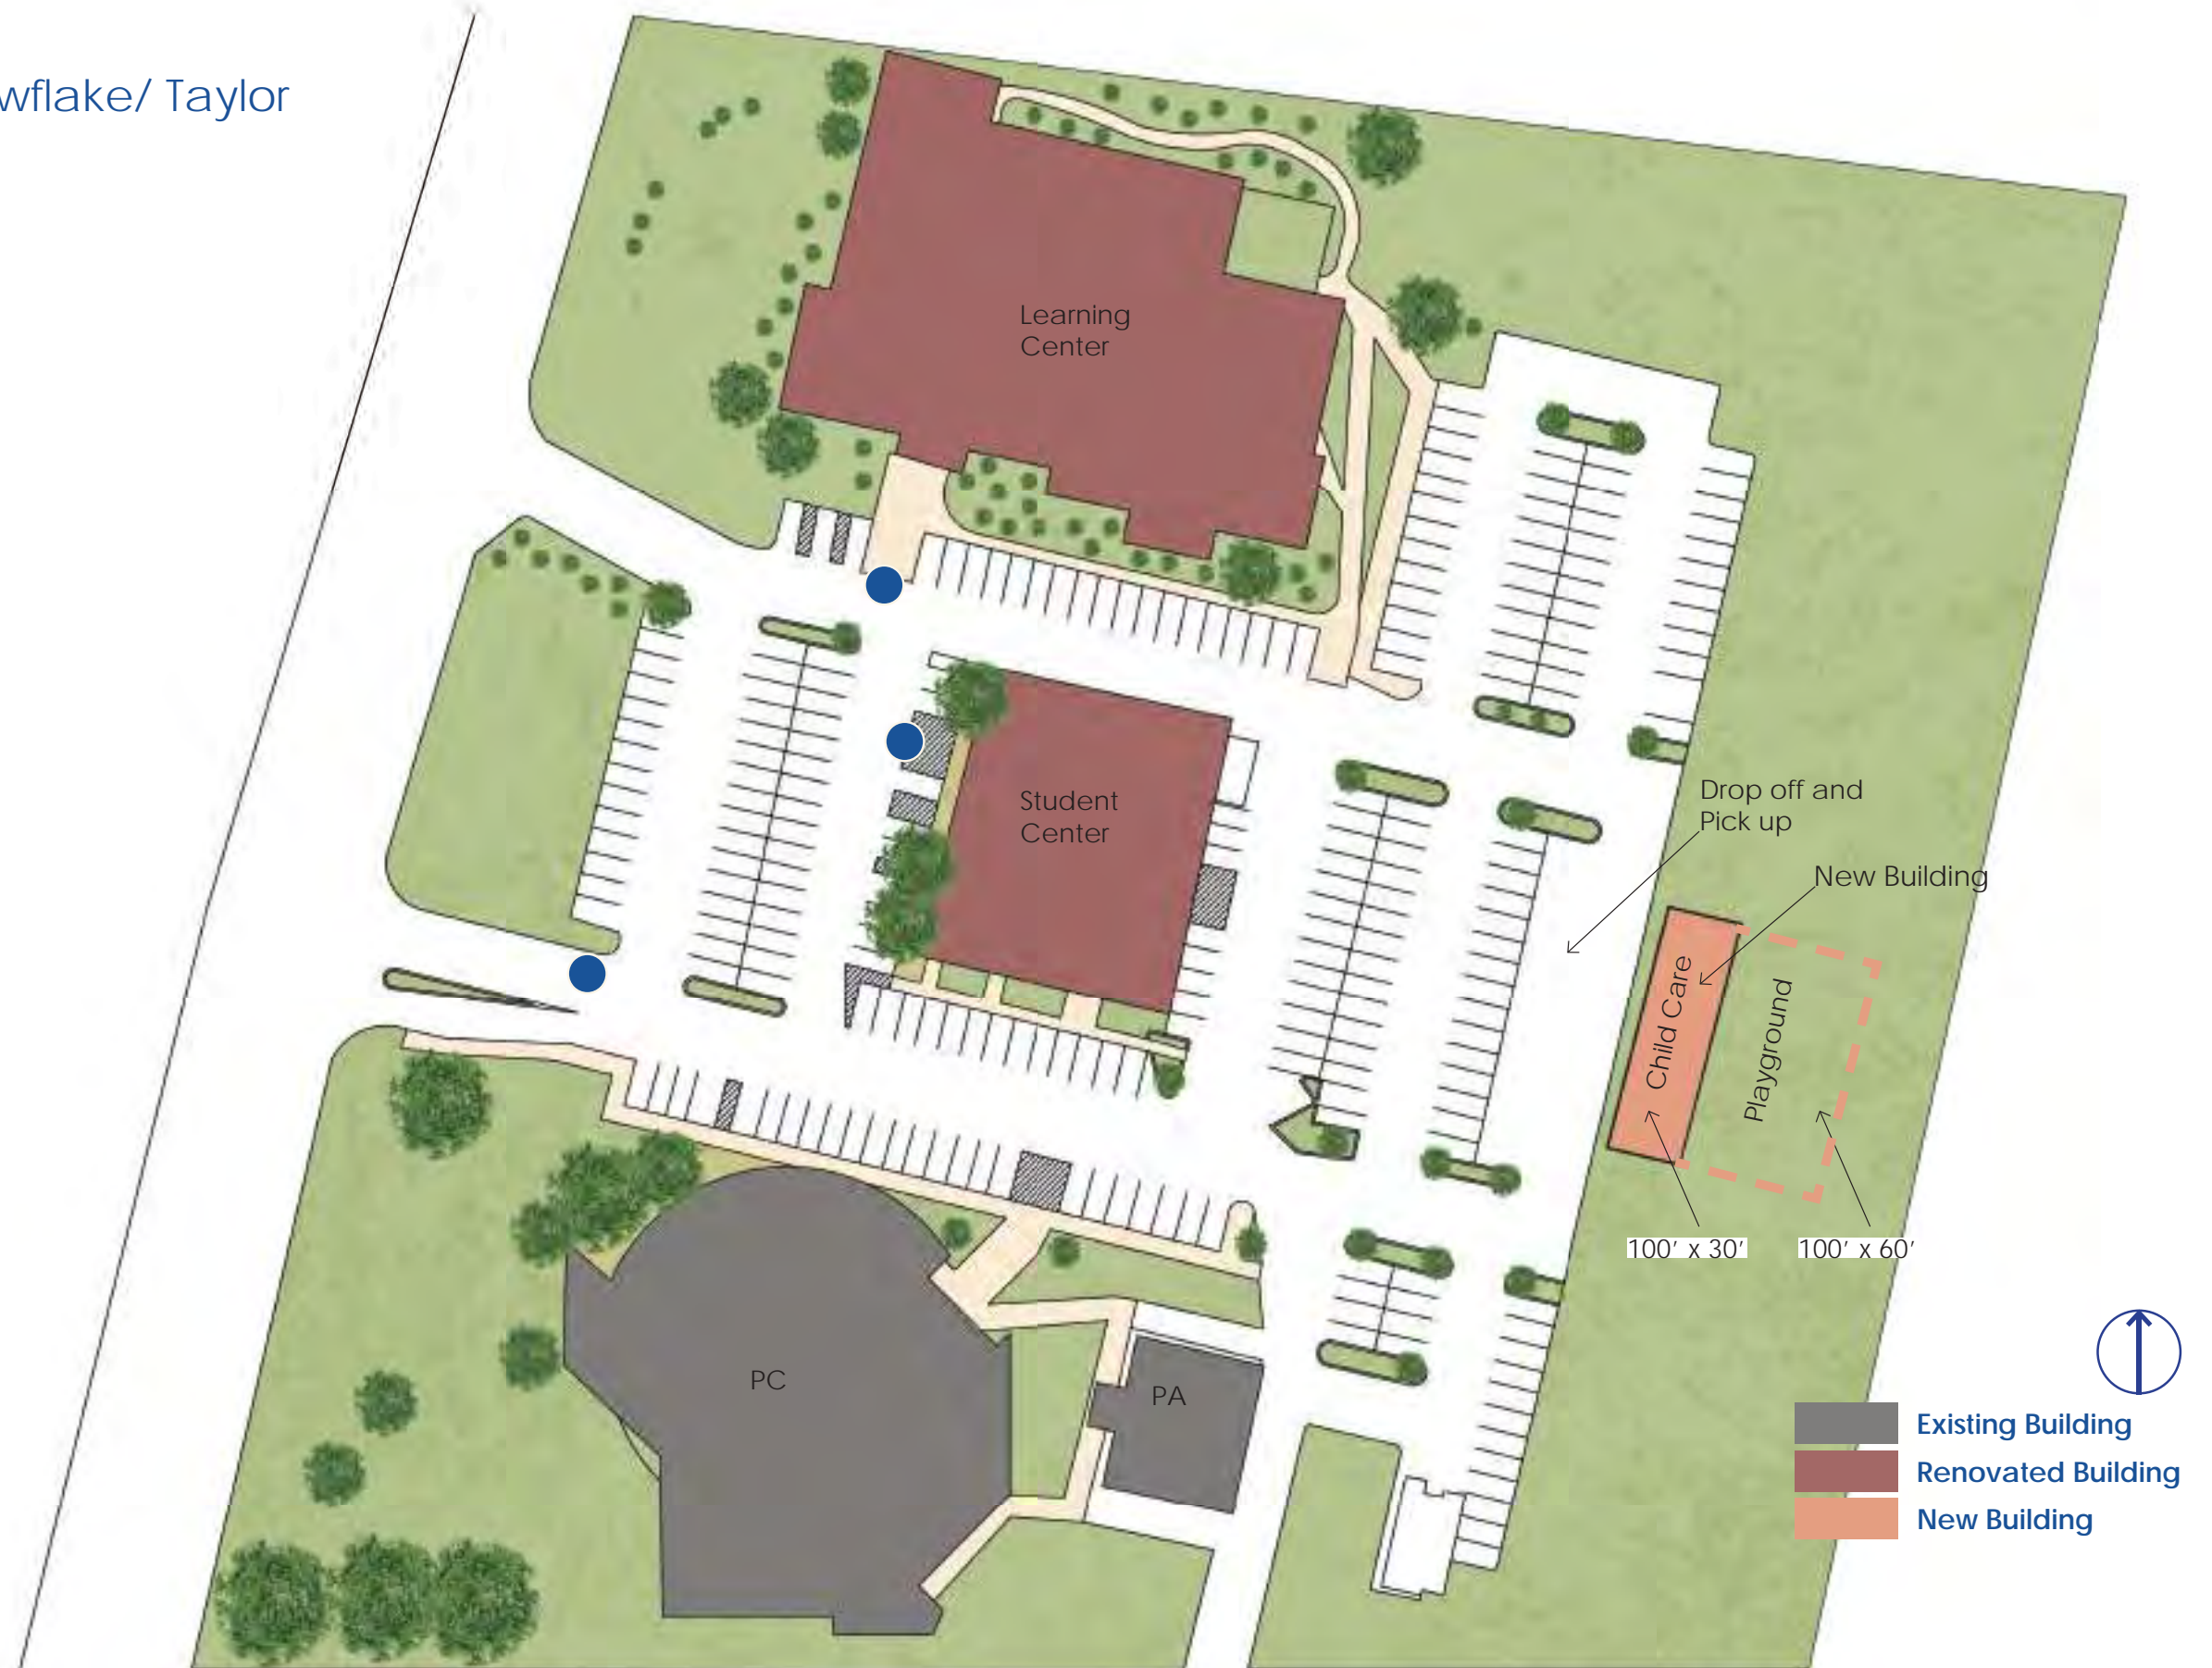 wflake/ Taylor
Learning
Center
Student
Center
Drop off and
Pick up
New Building
Child Care
Playground
100' x 30'
100' x 60'
PC
PA
Existing Building
Renovated Building
New Building